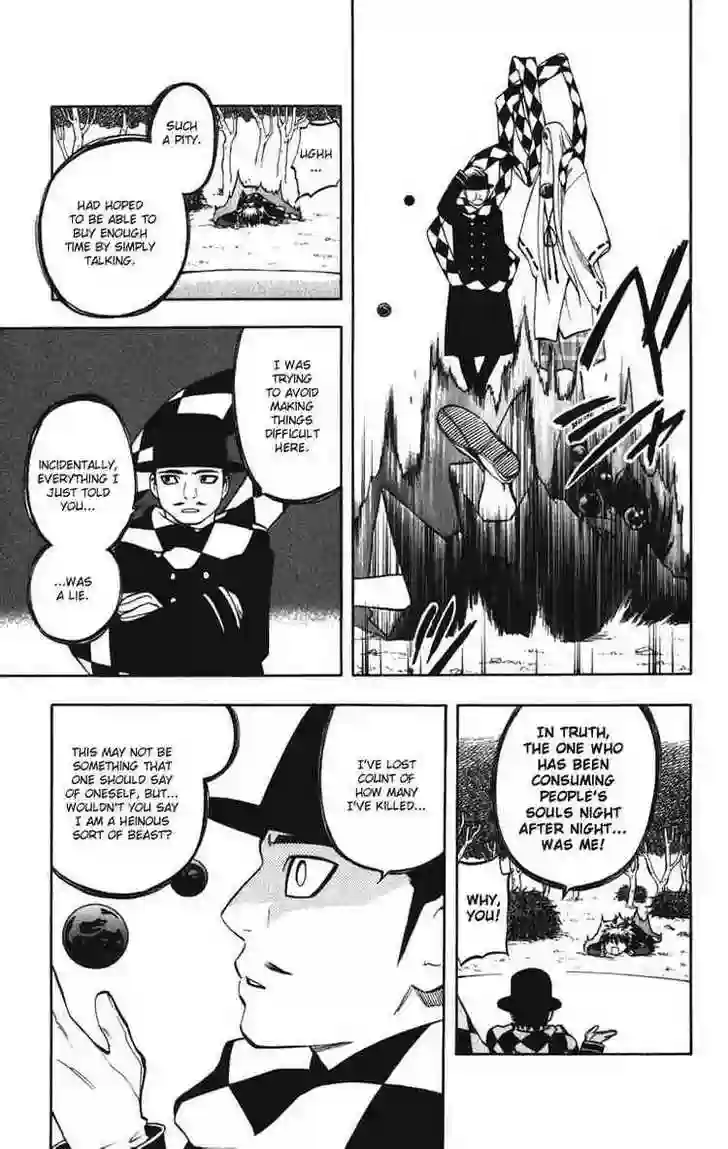 SUCH
A PITY.
HAD HOPED
TO BE ABLE TO
BUY ENOUGH
TIME BY SIMPLY
TALKING.
UGHH
...
I WAS
TRYING
TO AVOID
MAKING
THINGS
DIFFICULT
HERE.
INCIDENTALLY,
EVERYTHING I
JUST TOLD
YOU...
...WAS
A LIE.
IN TRUTH,
THE ONE WHO
HAS BEEN
CONSUMING
PEOPLE'S
SOULS NIGHT
AFTER NIGHT...
WAS ME!
WHY,
YOU!
I'VE LOST
COUNT OF
HOW MANY
I'VE KILLED...
THIS MAY NOT BE
SOMETHING THAT
ONE SHOULD SAY
OF ONESELF, BUT...
WOULDN'T YOU SAY
I AM A HEINOUS
SORT OF BEAST?